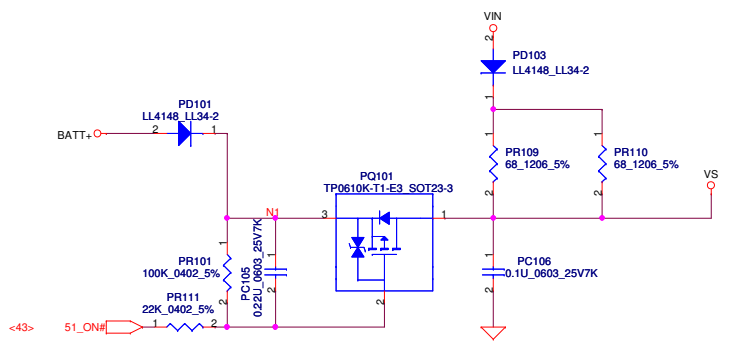 VIN
2
PD103
LL4148_LL34-2
1
PD101
LL4148_LL34-2
BATT+
2
1
1
1
PR109
68_1206_5%
PR110
68_1206_5%
2
2
VS
PQ101
TP0610K-T1-E3_SOT23-3
N1
3
1
1
PR101
100K_0402_5%
2
1
PC105
0.22U_0603_25V7K
2
1
PC106
0.1U_0603_25V7K
2
2
PR111
22K_0402_5%
<43>
51_ON#
1
2